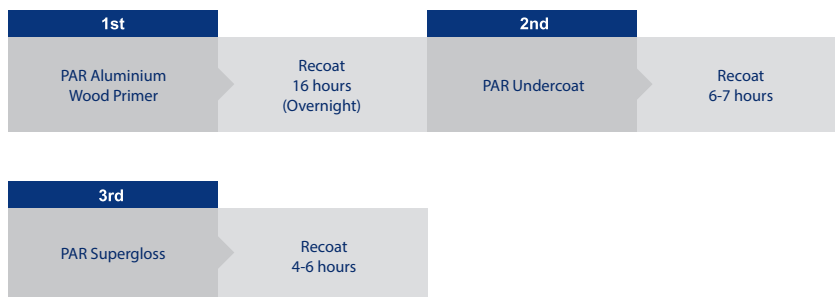 1st
PAR Aluminium
Wood Primer
Recoat
16 hours
(Overnight)
2nd
PAR Undercoat
Recoat
6-7 hours
3rd
PAR Supergloss
Recoat
4-6 hours